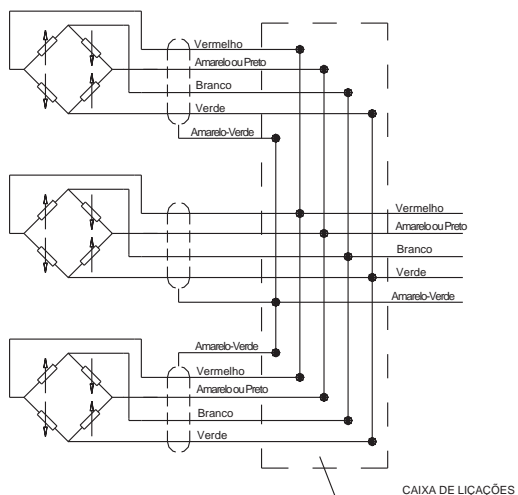 Vermelho
Amarelo ou Preto
Branco
Verde
Amarelo-Verde
Vermelho
Amarelo ou Preto
Branco
Verde
Amarelo-Verde
Amarelo-Verde
Vermelho
Amarelo ou Preto
Branco
Verde
CAIXA DE LIGAÇÕES